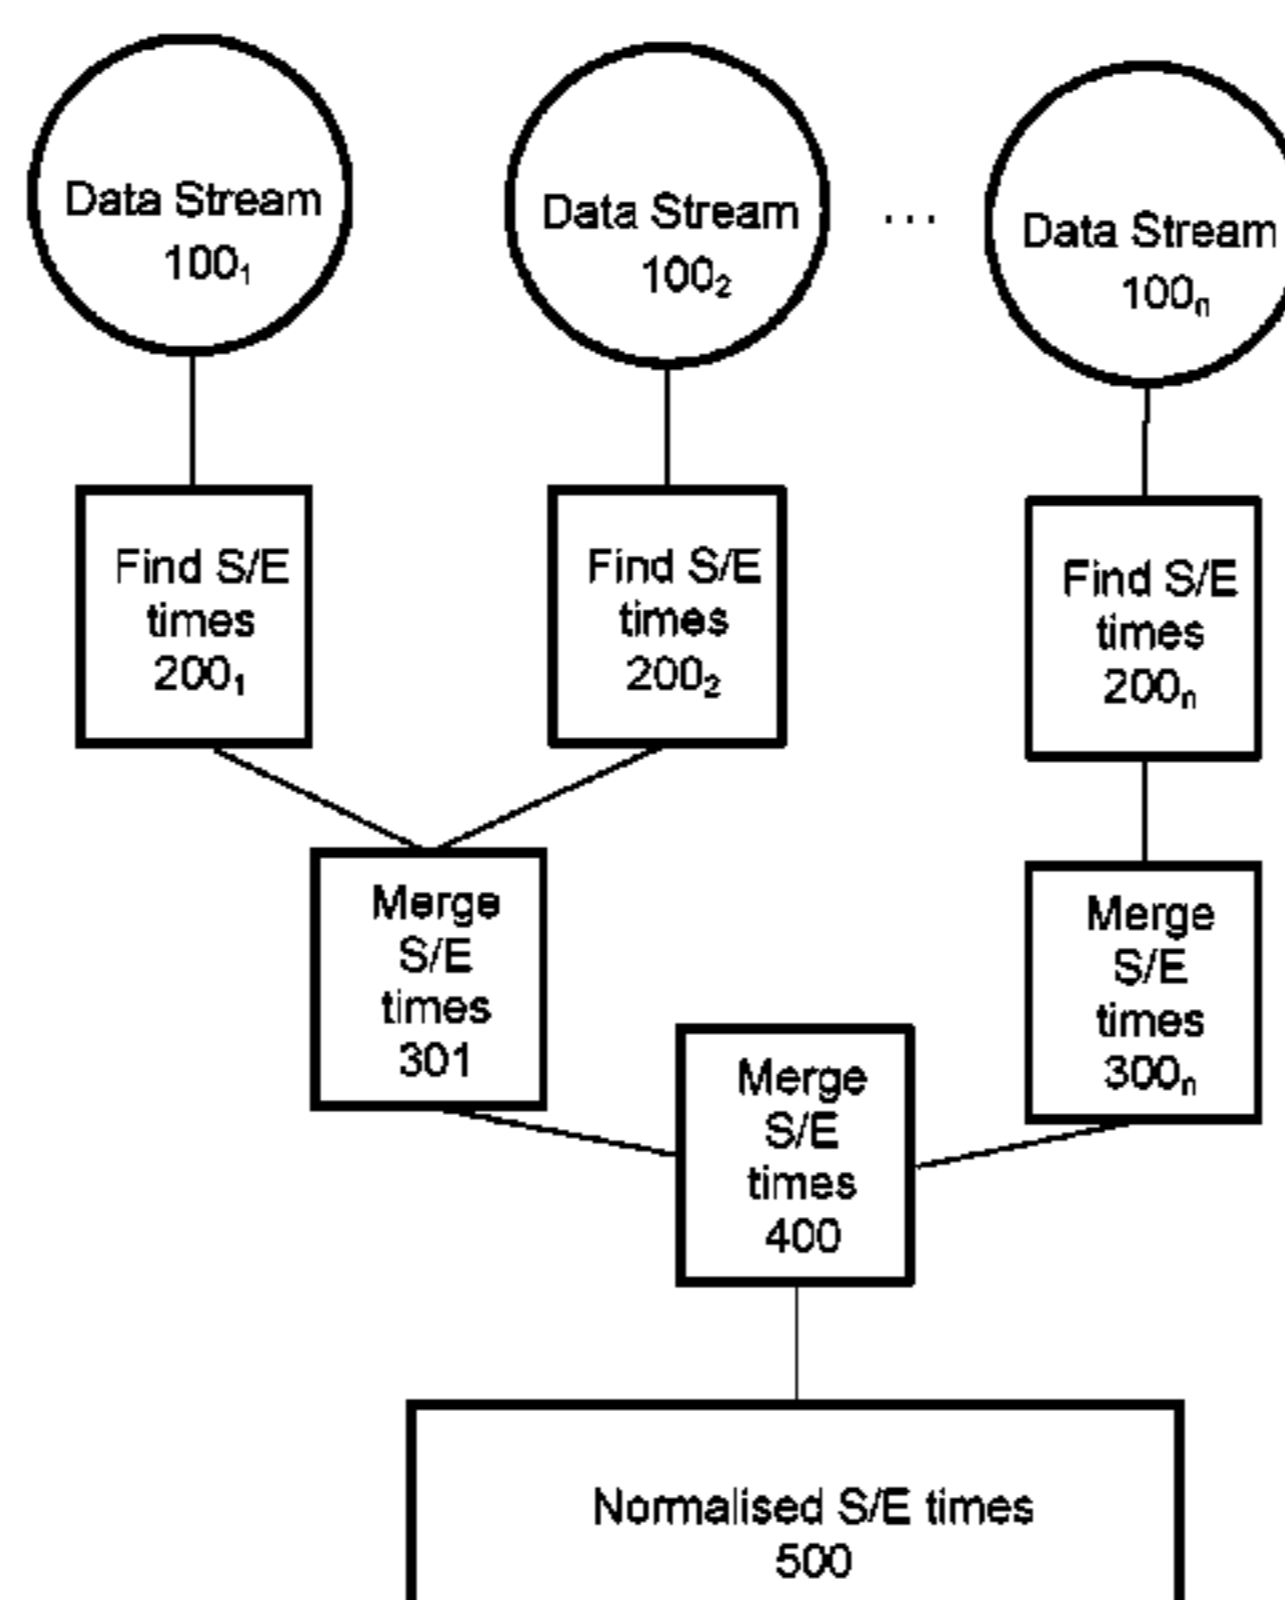 Data Stream
100₁
Data Stream
100₂
...
Data Stream
100ₙ
Find S/E
times
200₁
Find S/E
times
200₂
Find S/E
times
200ₙ
Merge
S/E
times
301
Merge
S/E
times
300ₙ
Merge
S/E
times
400
Normalised S/E times
500